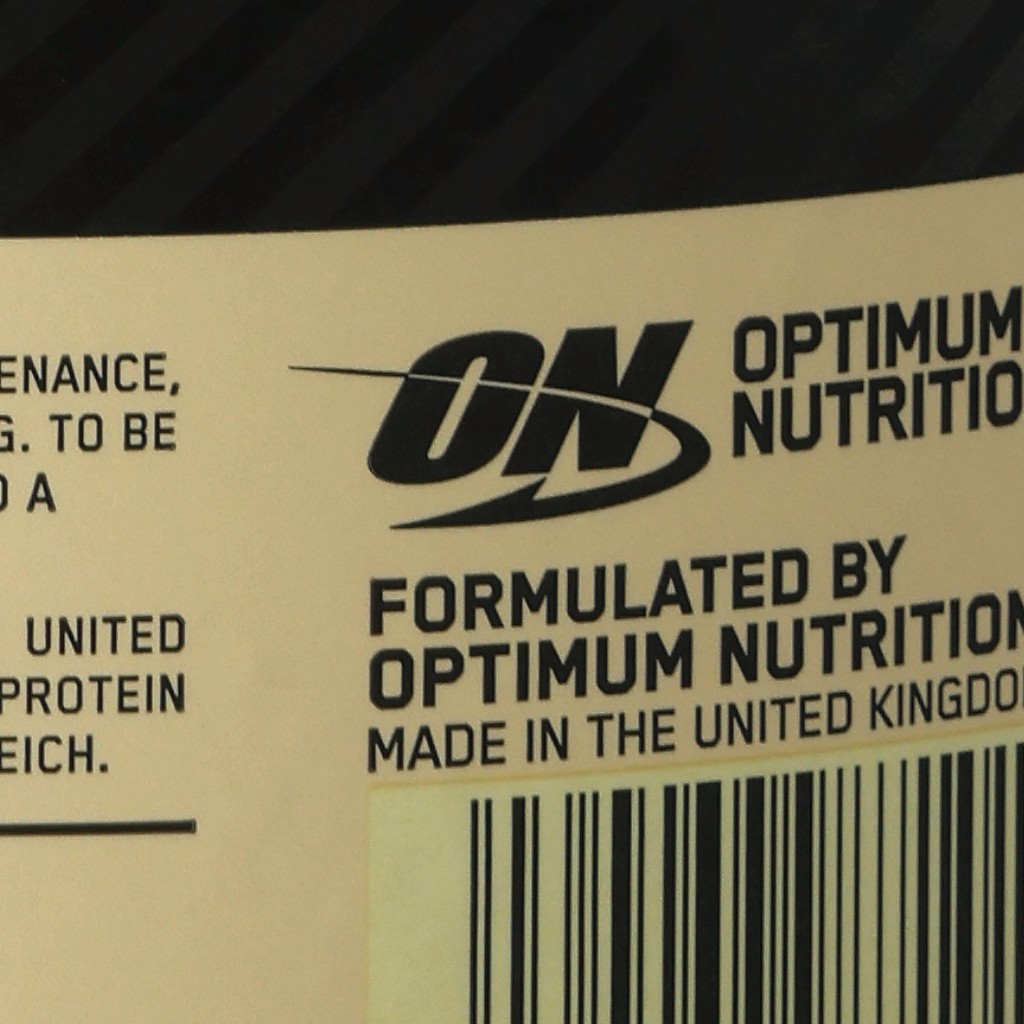 ENANCE,
G. TO BE
A
UNITED
PROTEIN
EICH.
ON
OPTIMUM
NUTRITIO
FORMULATED BY
OPTIMUM NUTRITION
MADE IN THE UNITED KINGDO